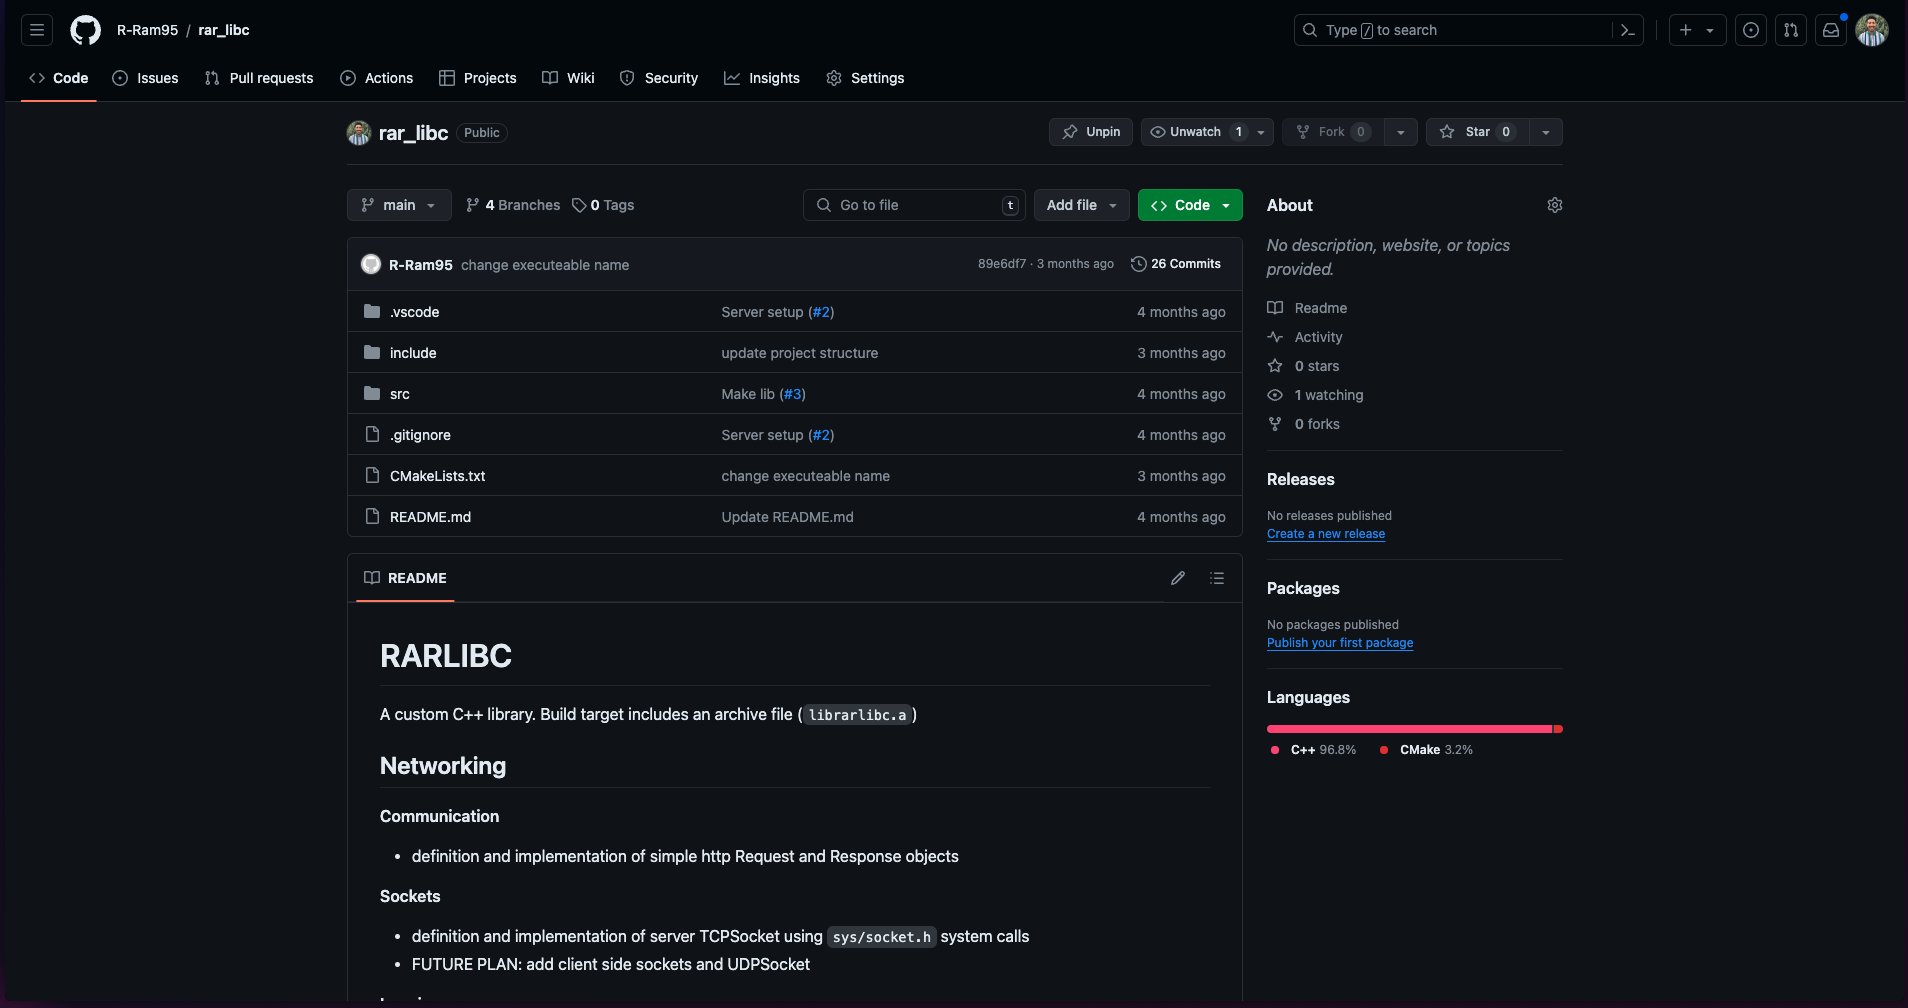 R-Ram95 / rar_libc
Type / to search
Code
Issues
Pull requests
Actions
Projects
Wiki
Security
Insights
Settings
rar_libc Public
Unpin
Unwatch 1
Fork 0
Star 0
main
4 Branches
0 Tags
Go to file t
Add file
Code
R-Ram95 change executeable name 89e6df7 · 3 months ago 26 Commits
.vscode Server setup (#2) 4 months ago
include update project structure 3 months ago
src Make lib (#3) 4 months ago
.gitignore Server setup (#2) 4 months ago
CMakeLists.txt change executeable name 3 months ago
README.md Update README.md 4 months ago
README
RARLIBC
A custom C++ library. Build target includes an archive file (librarlibc.a)
Networking
Communication
• definition and implementation of simple http Request and Response objects
Sockets
• definition and implementation of server TCPSocket using sys/socket.h system calls
• FUTURE PLAN: add client side sockets and UDPSocket
About
No description, website, or topics
provided.
Readme
Activity
0 stars
1 watching
0 forks
Releases
No releases published
Create a new release
Packages
No packages published
Publish your first package
Languages
C++ 96.8% CMake 3.2%